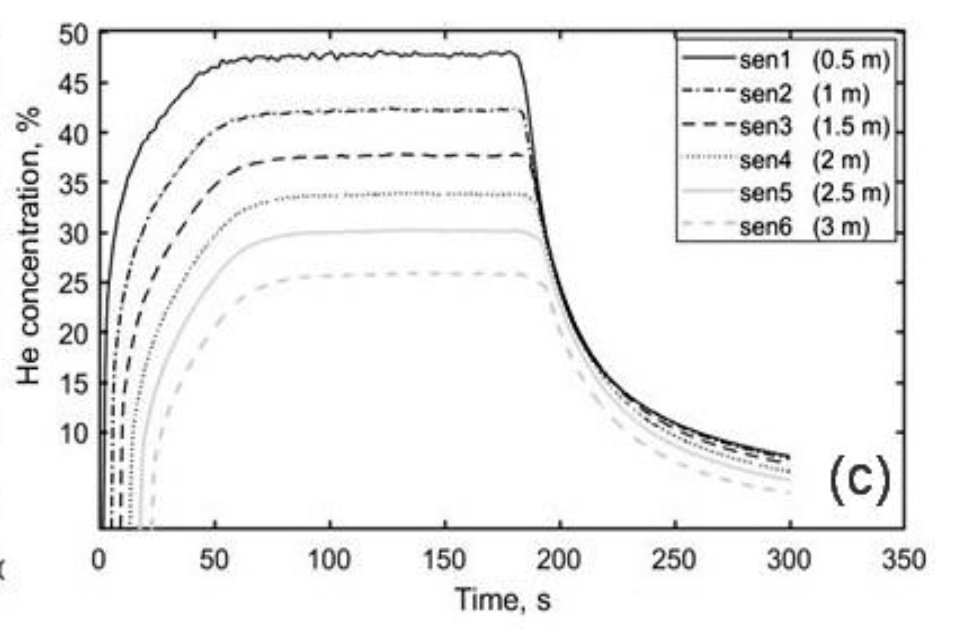 He concentration, %
50
45
40
35
30
25
20
15
10
0 50 100 150 200 250 300 350
Time, s
sen1 (0.5 m)
sen2 (1 m)
sen3 (1.5 m)
sen4 (2 m)
sen5 (2.5 m)
sen6 (3 m)
(c)